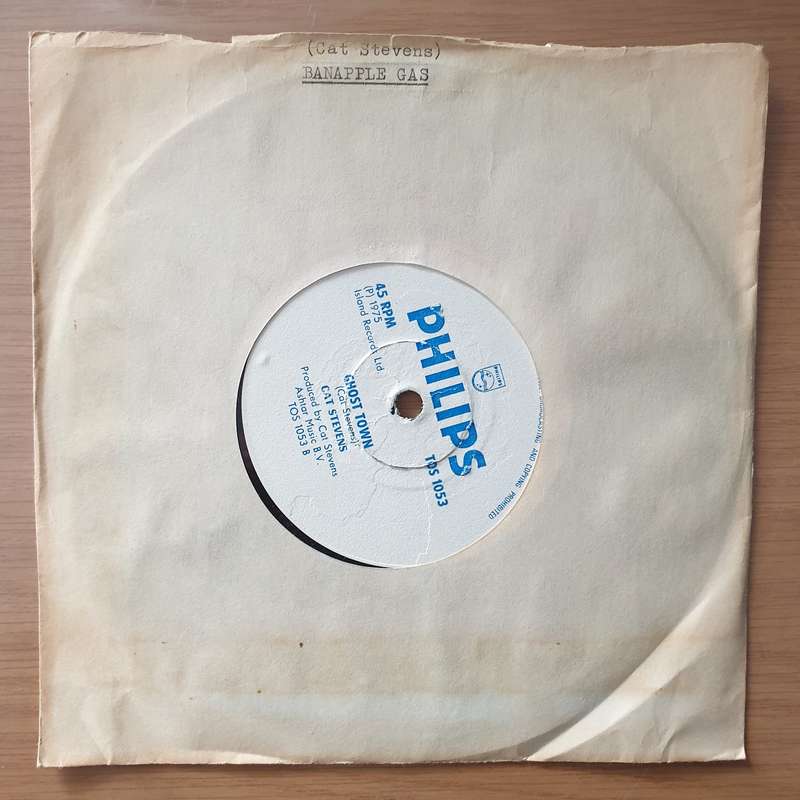 (Cat Stevens)
BANAPPLE GAS
PHILIPS
PHILIPS
45 RPM
(P) 1975
Island Records Ltd.
TOS 1053
GHOST TOWN
(Cat Stevens)
CAT STEVENS
Produced by Cat Stevens
Ashtar Music B.V.
TOS 1053 B
AND COPYING PROHIBITED